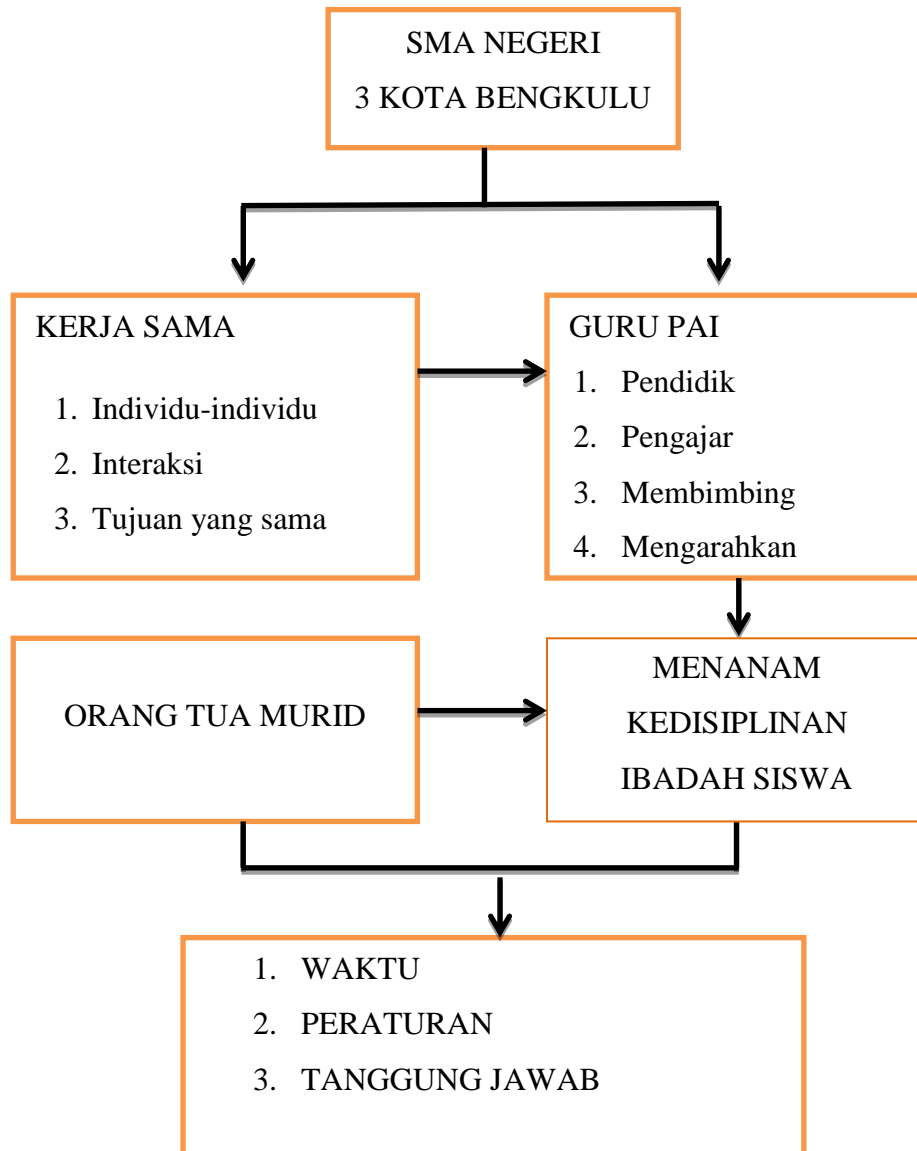 SMA NEGERI
3 KOTA BENGKULU
KERJA SAMA
1. Individu-individu
2. Interaksi
3. Tujuan yang sama
GURU PAI
1. Pendidik
2. Pengajar
3. Membimbing
4. Mengarahkan
ORANG TUA MURID
MENANAM
KEDISIPLINAN
IBADAH SISWA
1. WAKTU
2. PERATURAN
3. TANGGUNG JAWAB